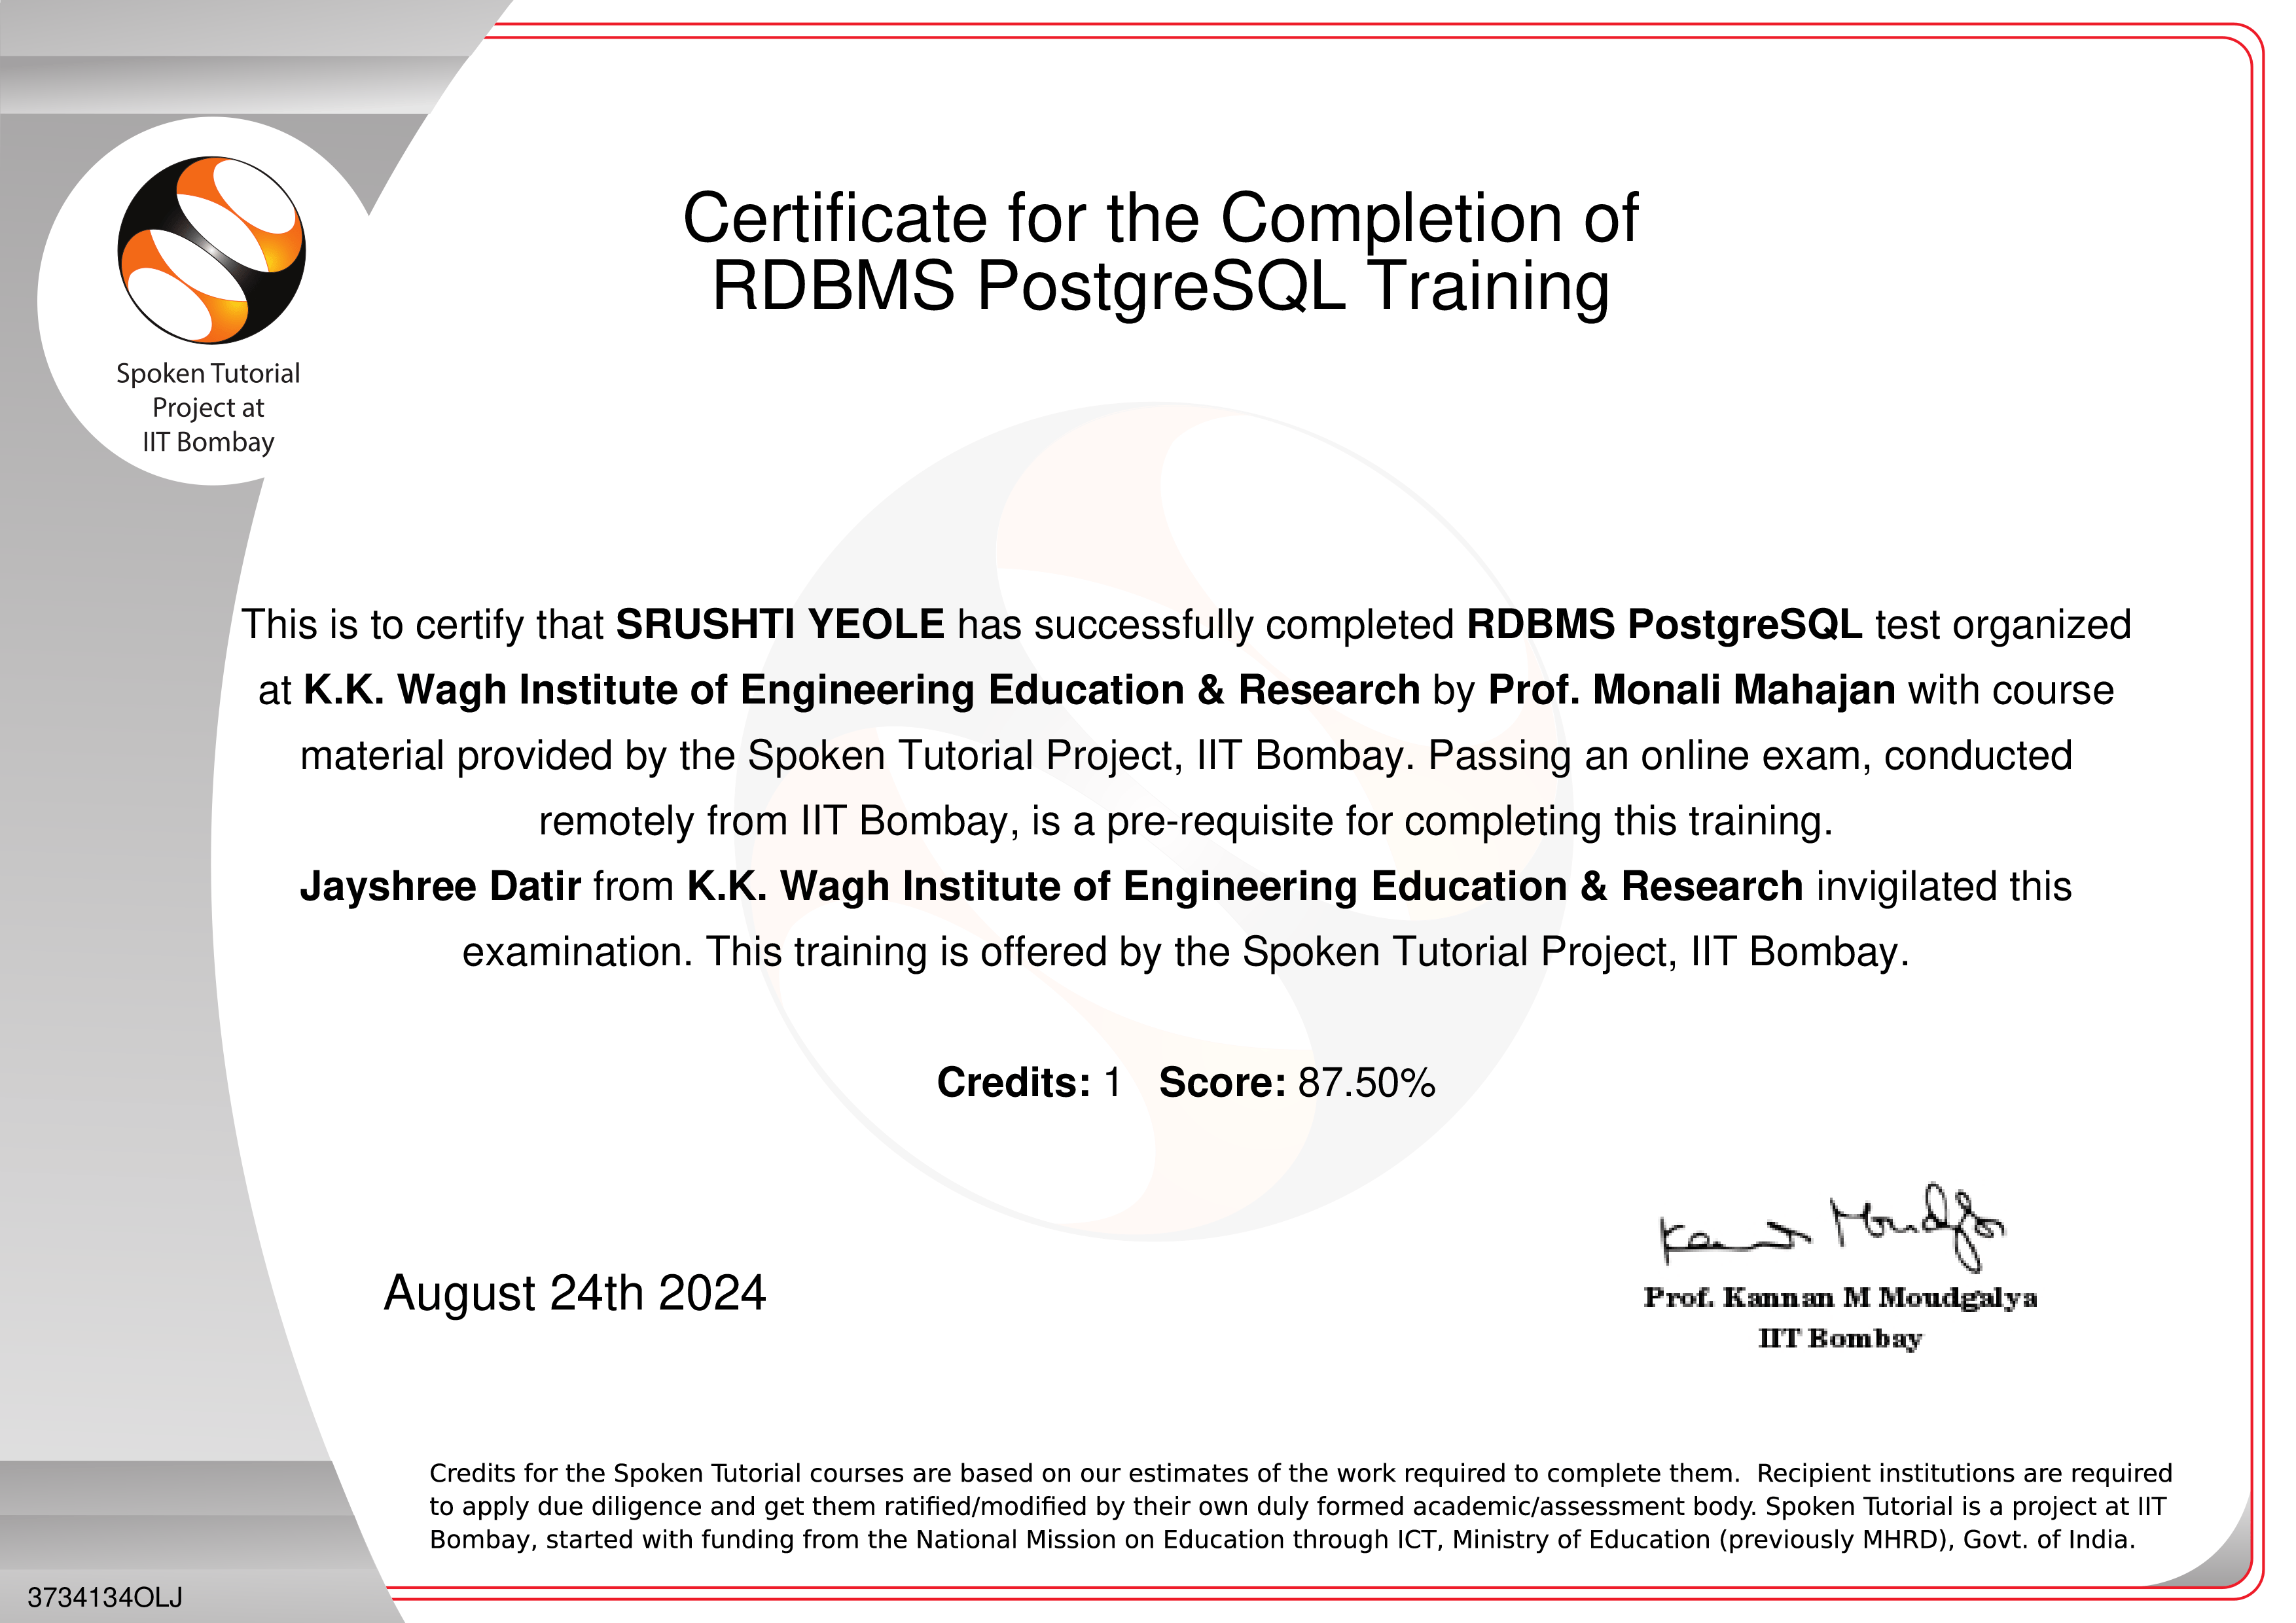 Certificate for the Completion of
RDBMS PostgreSQL Training
Spoken Tutorial
Project at
IIT Bombay
This is to certify that SRUSHTI YEOLE has successfully completed RDBMS PostgreSQL test organized
at K.K. Wagh Institute of Engineering Education & Research by Prof. Monali Mahajan with course
material provided by the Spoken Tutorial Project, IIT Bombay. Passing an online exam, conducted
remotely from IIT Bombay, is a pre-requisite for completing this training.
Jayshree Datir from K.K. Wagh Institute of Engineering Education & Research invigilated this
examination. This training is offered by the Spoken Tutorial Project, IIT Bombay.
Credits: 1 Score: 87.50%
August 24th 2024
Kannan Moudgalya
Prof. Kannan M Moudgalya
IIT Bombay
Credits for the Spoken Tutorial courses are based on our estimates of the work required to complete them. Recipient institutions are required
to apply due diligence and get them ratified/modified by their own duly formed academic/assessment body. Spoken Tutorial is a project at IIT
Bombay, started with funding from the National Mission on Education through ICT, Ministry of Education (previously MHRD), Govt. of India.
3734134OLJ